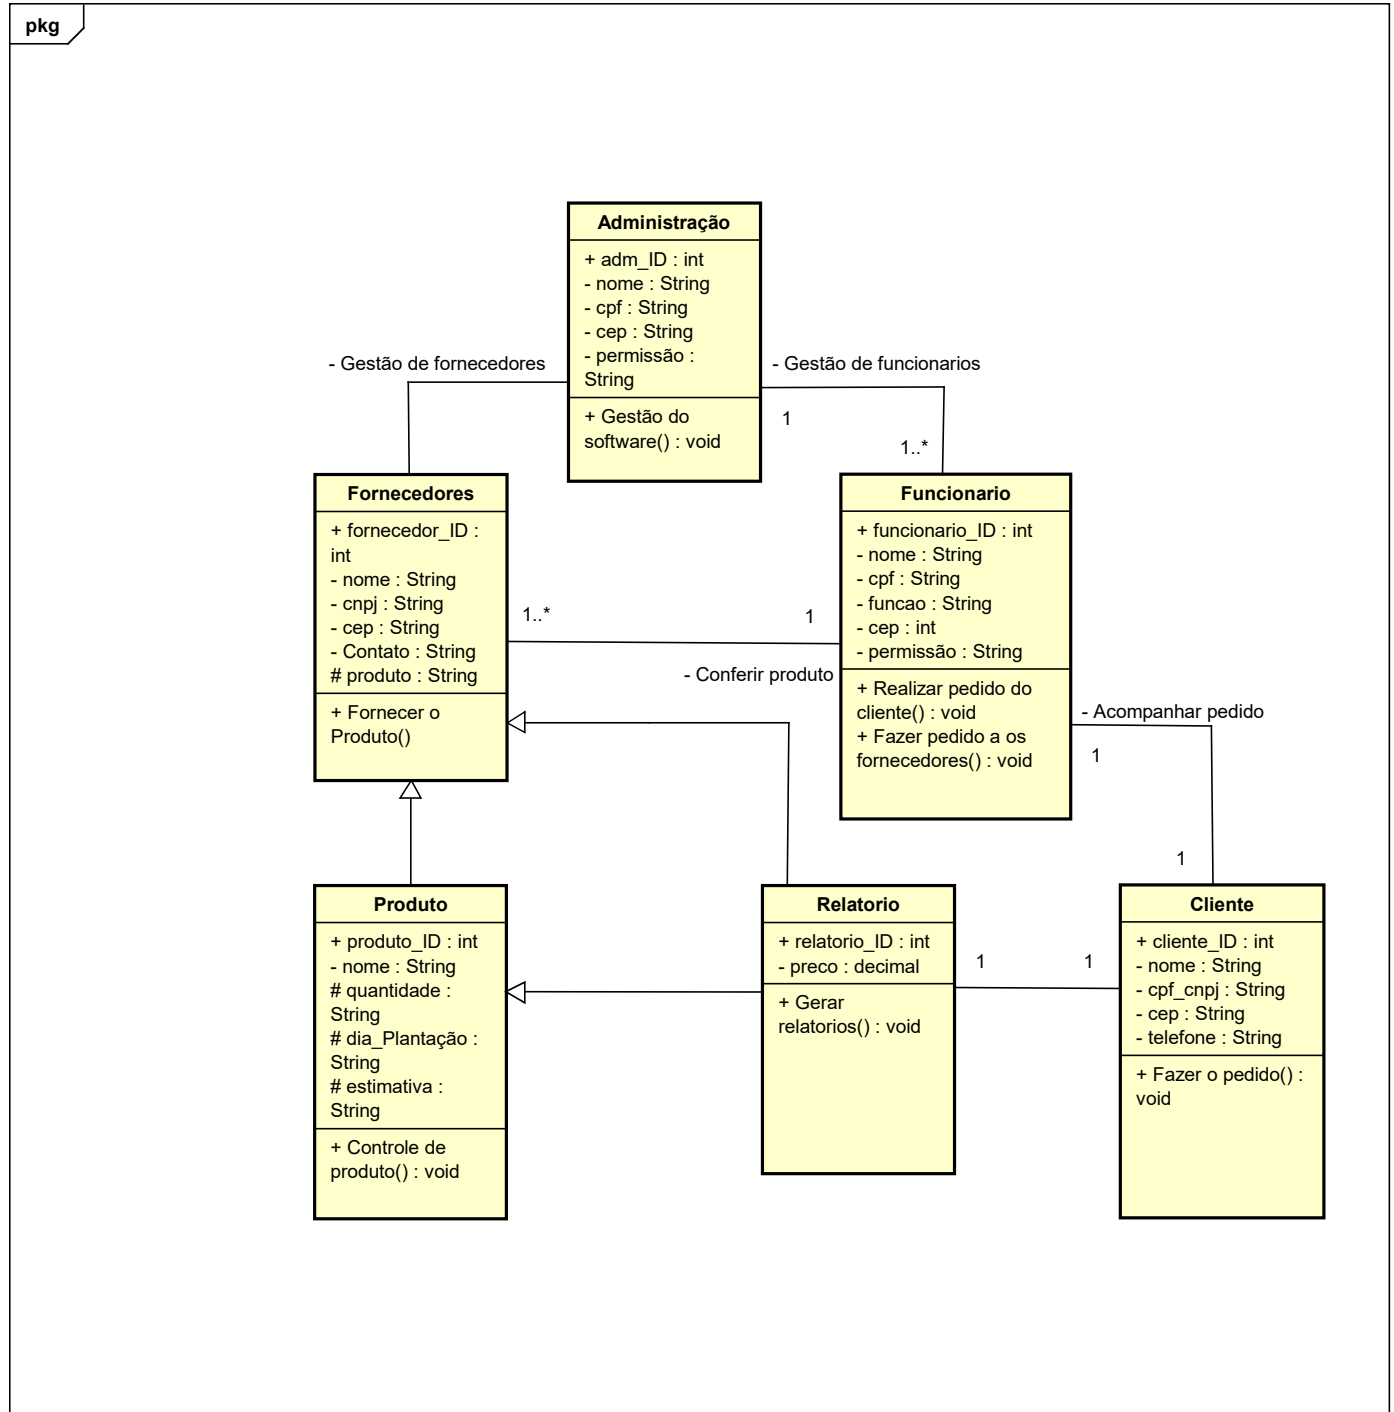 pkg
Administração
+ adm_ID : int
- nome : String
- cpf : String
- cep : String
- permissão :
String
+ Gestão do
software() : void
- Gestão de fornecedores
- Gestão de funcionarios
1
1..*
Fornecedores
+ fornecedor_ID :
int
- nome : String
- cnpj : String
- cep : String
- Contato : String
# produto : String
+ Fornecer o
Produto()
Funcionario
+ funcionario_ID : int
- nome : String
- cpf : String
- funcao : String
- cep : int
- permissão : String
+ Realizar pedido do
cliente() : void
+ Fazer pedido a os
fornecedores() : void
1..*
1
- Conferir produto
- Acompanhar pedido
1
1
Produto
+ produto_ID : int
- nome : String
# quantidade :
String
# dia_Plantação :
String
# estimativa :
String
+ Controle de
produto() : void
Relatorio
+ relatorio_ID : int
- preco : decimal
+ Gerar
relatorios() : void
1
1
Cliente
+ cliente_ID : int
- nome : String
- cpf_cnpj : String
- cep : String
- telefone : String
+ Fazer o pedido() :
void